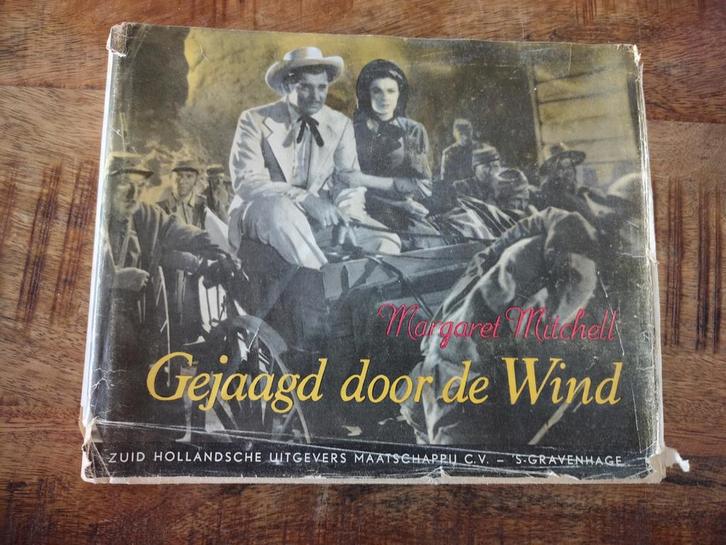 Margaret Mitchell
Gejaagd door de Wind
ZUID HOLLANDSCHE UITGEVERS MAATSCHAPPIJ C.V. – 'S-GRAVENHAGE